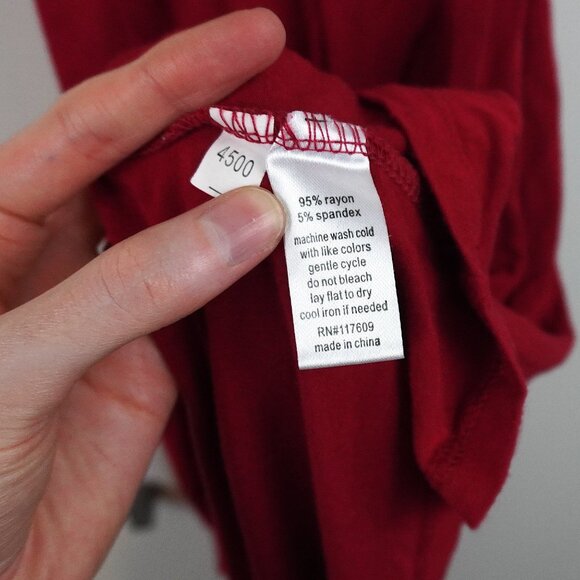 4500
95% rayon
5% spandex
machine wash cold
with like colors
gentle cycle
do not bleach
lay flat to dry
cool iron if needed
RN#117609
made in china